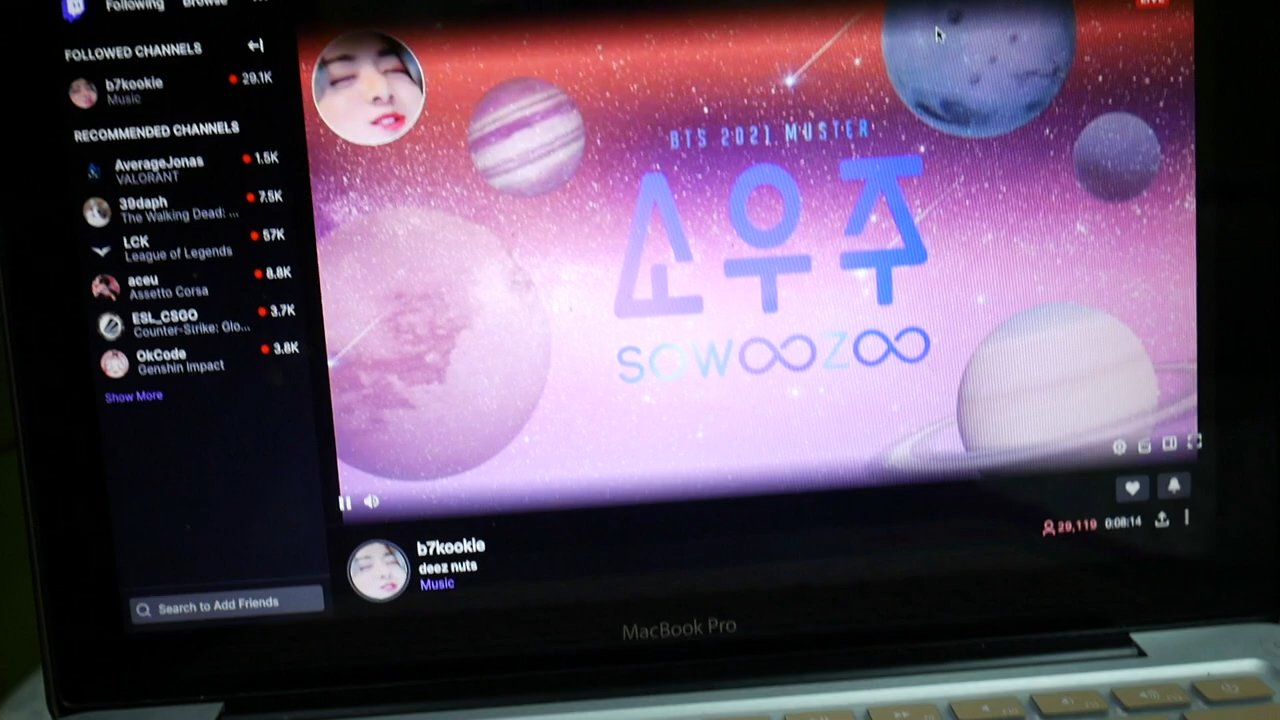 Following
Browse
LIVE
FOLLOWED CHANNELS
b7kookie
29.1K
Music
RECOMMENDED CHANNELS
AverageJonas
1.5K
VALORANT
39daph
7.5K
The Walking Dead: ...
LCK
57K
League of Legends
aceu
8.8K
Assetto Corsa
ESL_CSGO
3.7K
Counter-Strike: Glo...
OkCode
3.8K
Genshin Impact
Show More
Search to Add Friends
BTS 2021 MUSTER
소우주
SOWOOZOO
b7kookie
deez nuts
Music
29,119
0:08:14
MacBook Pro